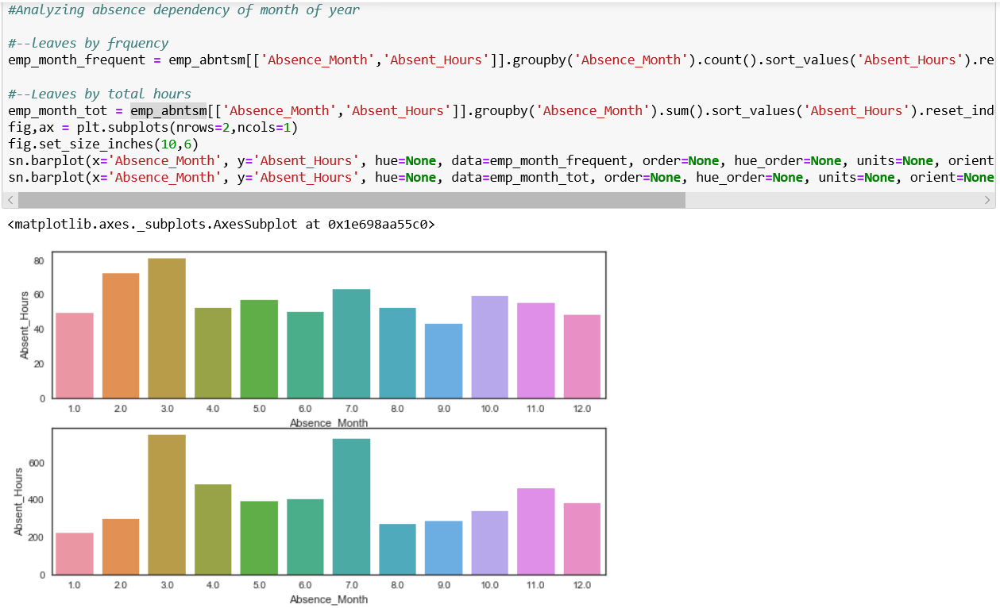 #Analyzing absence dependency of month of year
#--leaves by frquency
emp_month_frequent = emp_abntsm[['Absence_Month','Absent_Hours']].groupby('Absence_Month').count().sort_values('Absent_Hours').re
#--Leaves by total hours
emp_month_tot = emp_abntsm[['Absence_Month','Absent_Hours']].groupby('Absence_Month').sum().sort_values('Absent_Hours').reset_ind
fig,ax = plt.subplots(nrows=2,ncols=1)
fig.set_size_inches(10,6)
sn.barplot(x='Absence_Month', y='Absent_Hours', hue=None, data=emp_month_frequent, order=None, hue_order=None, units=None, orient
sn.barplot(x='Absence_Month', y='Absent_Hours', hue=None, data=emp_month_tot, order=None, hue_order=None, units=None, orient=None
<matplotlib.axes._subplots.AxesSubplot at 0x1e698aa55c0>
80
60
40
20
0
Absent_Hours
1.0 2.0 3.0 4.0 5.0 6.0 7.0 8.0 9.0 10.0 11.0 12.0
Absence_Month
600
400
200
0
Absent_Hours
1.0 2.0 3.0 4.0 5.0 6.0 7.0 8.0 9.0 10.0 11.0 12.0
Absence_Month